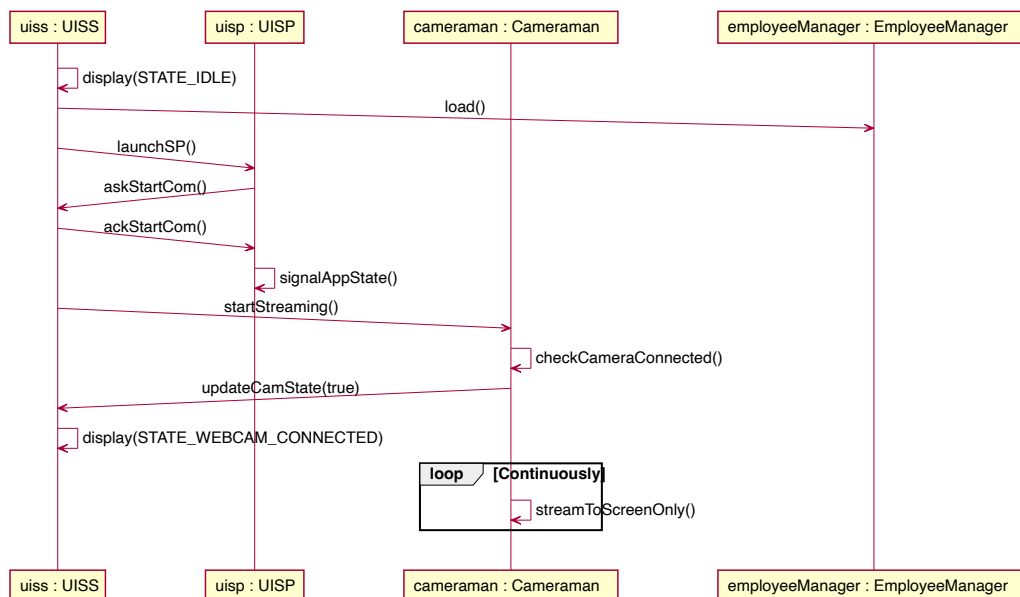 uiss : UISS
uisp : UISP
cameraman : Cameraman
employeeManager : EmployeeManager
display(STATE_IDLE)
load()
launchSP()
askStartCom()
ackStartCom()
signalAppState()
startStreaming()
checkCameraConnected()
updateCamState(true)
display(STATE_WEBCAM_CONNECTED)
loop [Continuously]
streamToScreenOnly()
uiss : UISS
uisp : UISP
cameraman : Cameraman
employeeManager : EmployeeManager